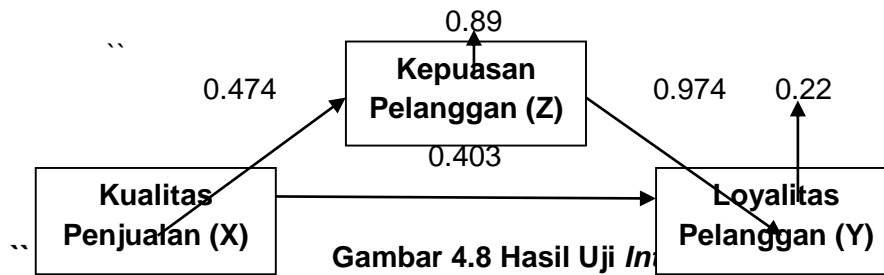 0.89
``
Kepuasan
Pelanggan (Z)
0.474
0.974
0.22
0.403
Kualitas
Penjualan (X)
Loyalitas
Pelanggan (Y)
``
Gambar 4.8 Hasil Uji